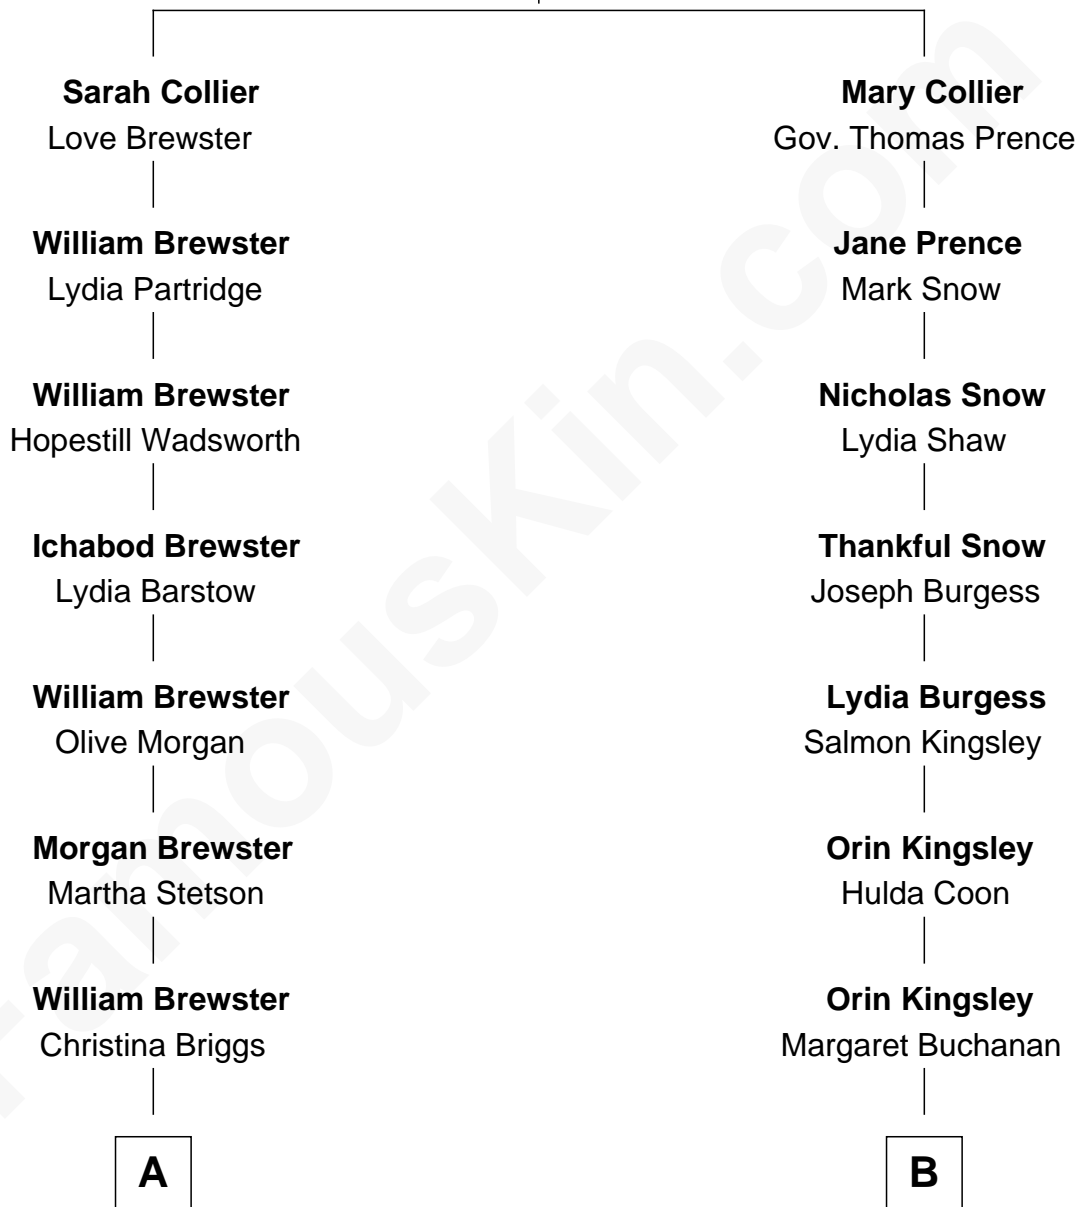 Sarah Collier
Love Brewster
William Brewster
Lydia Partridge
William Brewster
Hopestill Wadsworth
Ichabod Brewster
Lydia Barstow
William Brewster
Olive Morgan
Morgan Brewster
Martha Stetson
William Brewster
Christina Briggs
A
Mary Collier
Gov. Thomas Prence
Jane Prence
Mark Snow
Nicholas Snow
Lydia Shaw
Thankful Snow
Joseph Burgess
Lydia Burgess
Salmon Kingsley
Orin Kingsley
Hulda Coon
Orin Kingsley
Margaret Buchanan
B
FamousKin.com